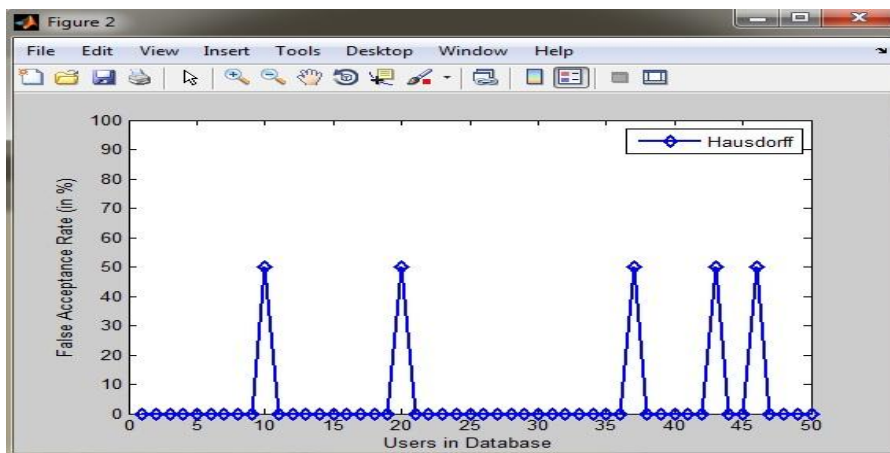 Figure 2
File Edit View Insert Tools Desktop Window Help
100
90
80
70
60
50
40
30
20
10
0
Hausdorff
False Acceptance Rate (in %)
0 5 10 15 20 25 30 35 40 45 50
Users in Database